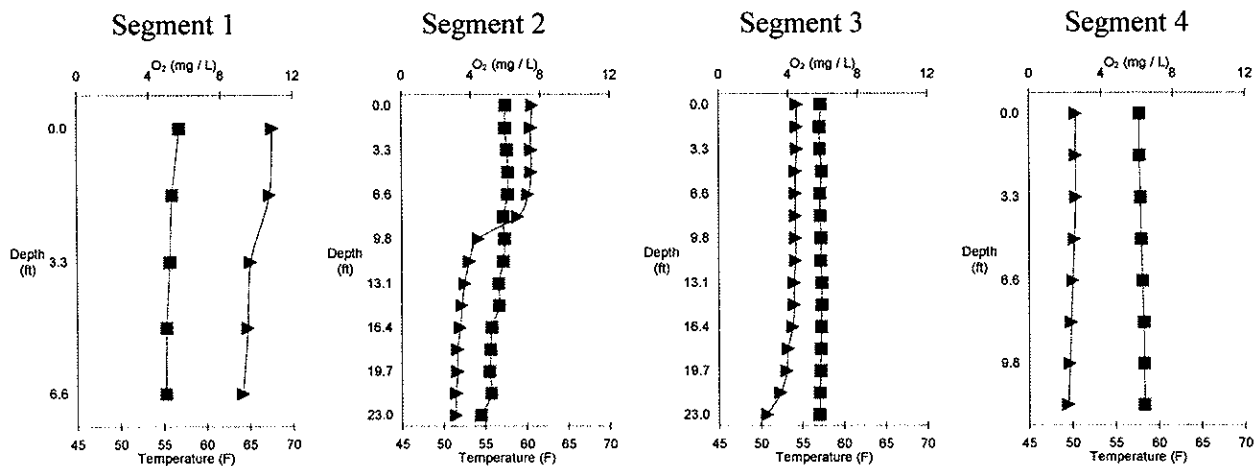 Segment 1
O₂ (mg / L)
0 4 8 12
0.0
3.3
6.6
Depth
(ft)
45 50 55 60 65 70
Temperature (F)
Segment 2
O₂ (mg / L)
0 4 8 12
0.0
3.3
6.6
9.8
13.1
16.4
19.7
23.0
Depth
(ft)
45 50 55 60 65 70
Temperature (F)
Segment 3
O₂ (mg / L)
0 4 8 12
0.0
3.3
6.6
9.8
13.1
16.4
19.7
23.0
Depth
(ft)
45 50 55 60 65 70
Temperature (F)
Segment 4
O₂ (mg / L)
0 4 8 12
0.0
3.3
6.6
9.8
Depth
(ft)
45 50 55 60 65 70
Temperature (F)